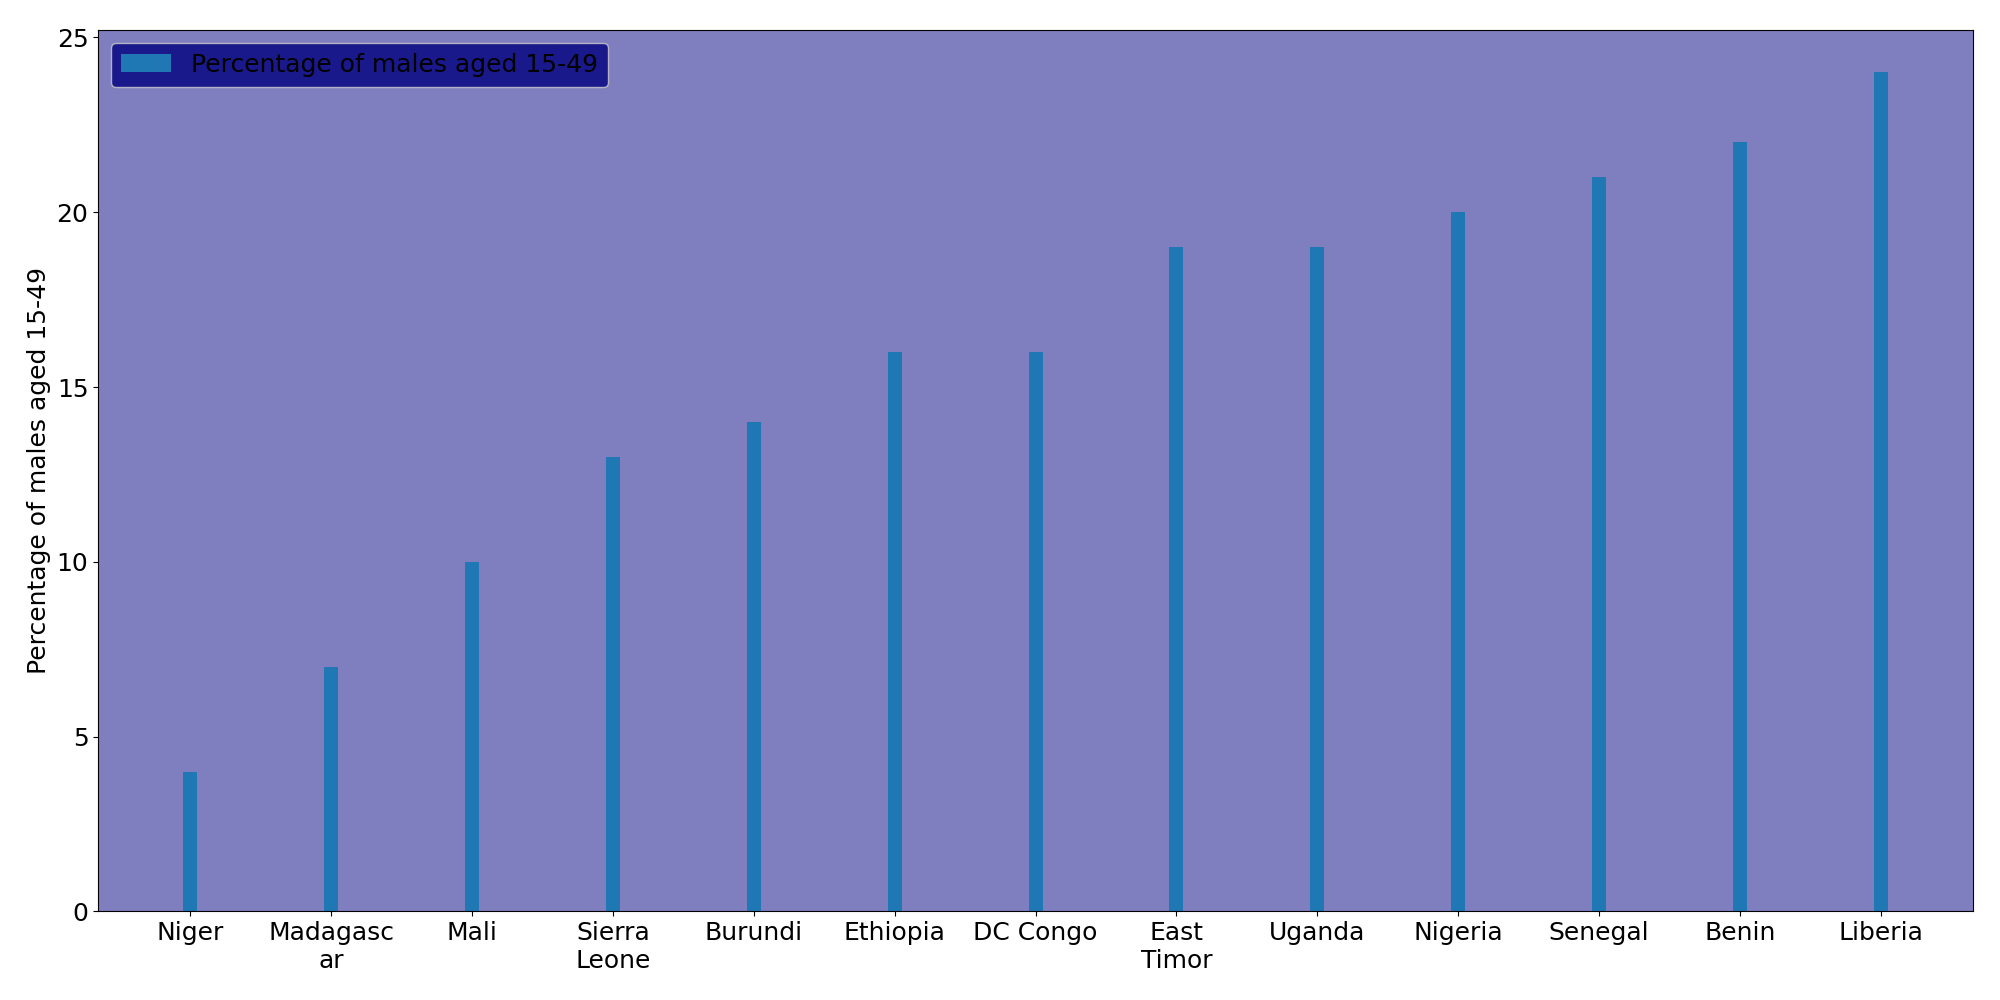 Percentage of males aged 15-49
Percentage of males aged 15-49
25
20
15
10
5
0
Niger
Madagasc
ar
Mali
Sierra
Leone
Burundi
Ethiopia
DC Congo
East
Timor
Uganda
Nigeria
Senegal
Benin
Liberia